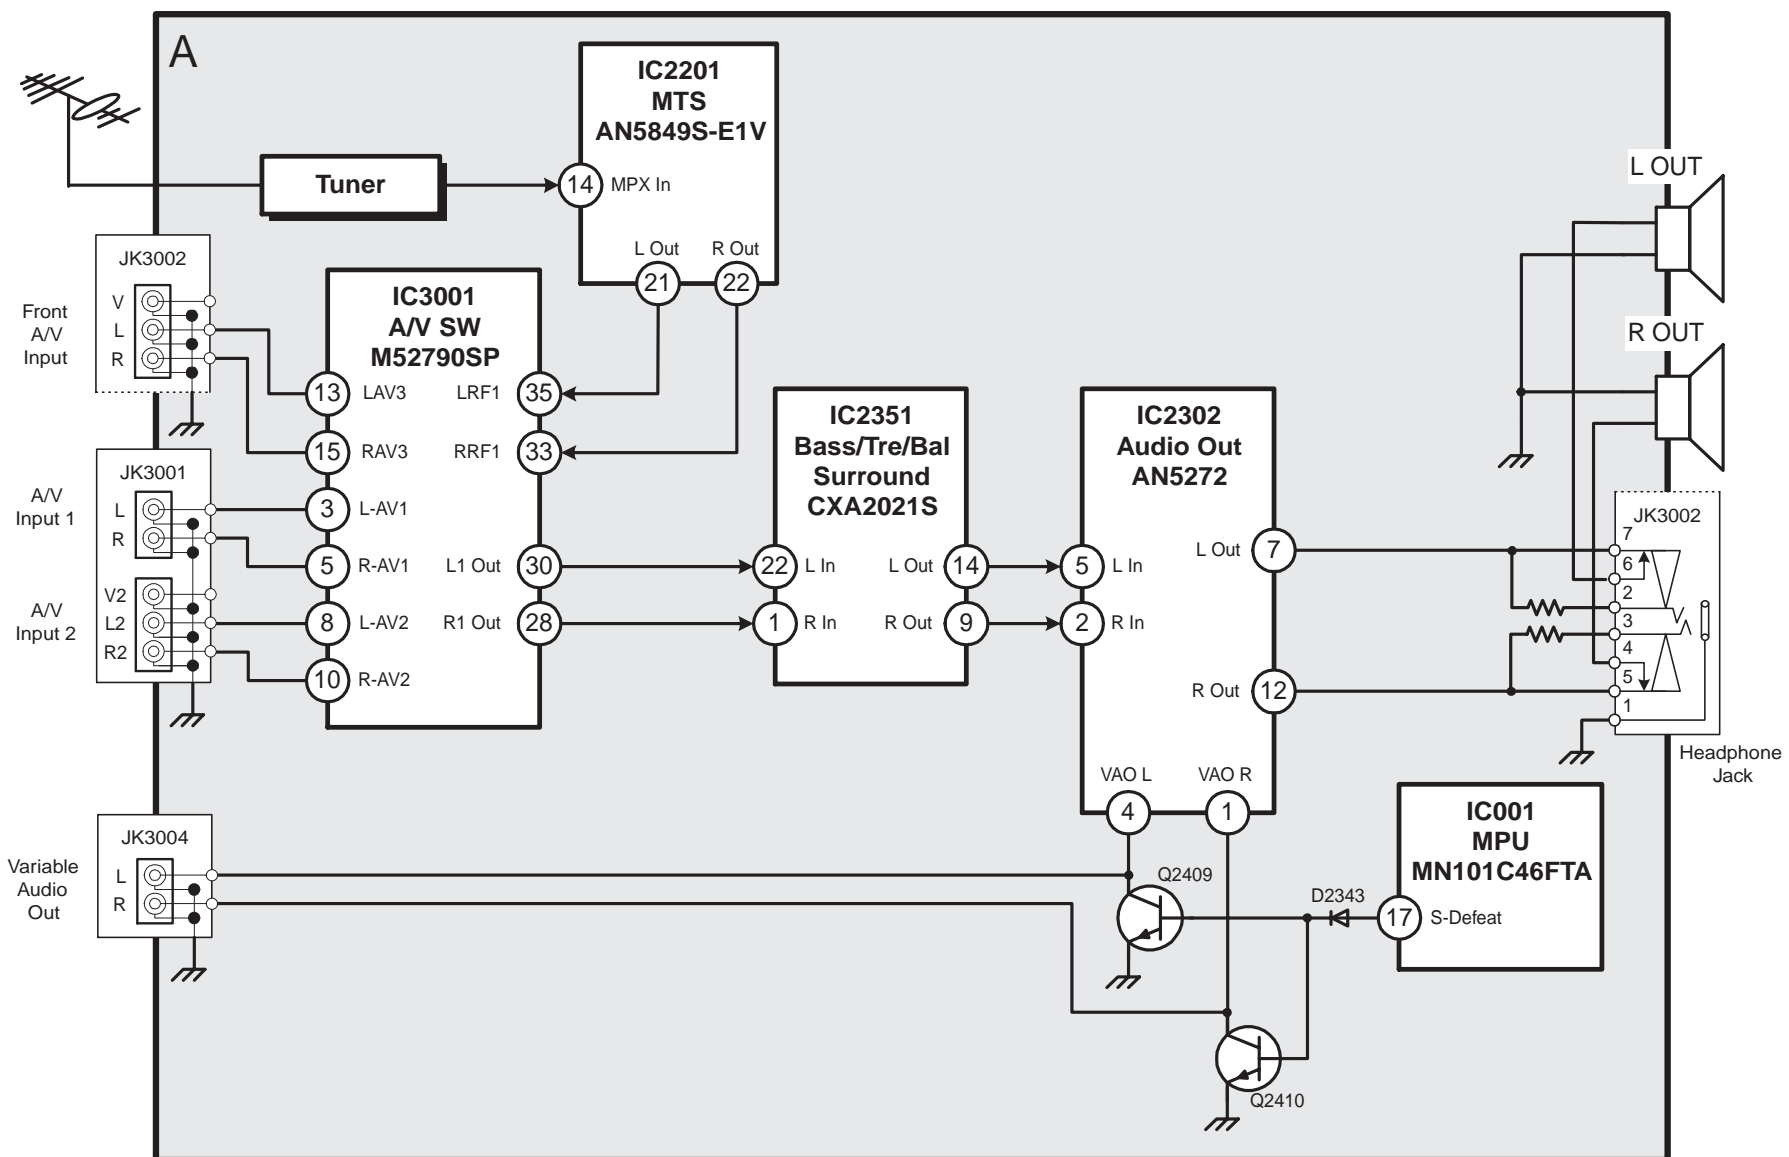 A
IC2201
MTS
AN5849S-E1V
14
MPX In
L Out
R Out
21
22
Tuner
L OUT
R OUT
JK3002
V
L
R
Front
A/V
Input
IC3001
A/V SW
M52790SP
13
LAV3
LRF1
35
15
RAV3
RRF1
33
3
L-AV1
5
R-AV1
L1 Out
30
8
L-AV2
R1 Out
28
10
R-AV2
JK3001
A/V
Input 1
L
R
A/V
Input 2
V2
L2
R2
IC2351
Bass/Tre/Bal
Surround
CXA2021S
22
L In
L Out
14
1
R In
R Out
9
IC2302
Audio Out
AN5272
5
L In
2
R In
L Out
7
R Out
12
VAO L
VAO R
4
1
JK3002
7
6
2
3
4
5
1
Headphone
Jack
IC001
MPU
MN101C46FTA
17
S-Defeat
D2343
Q2409
Q2410
JK3004
Variable
Audio
Out
L
R